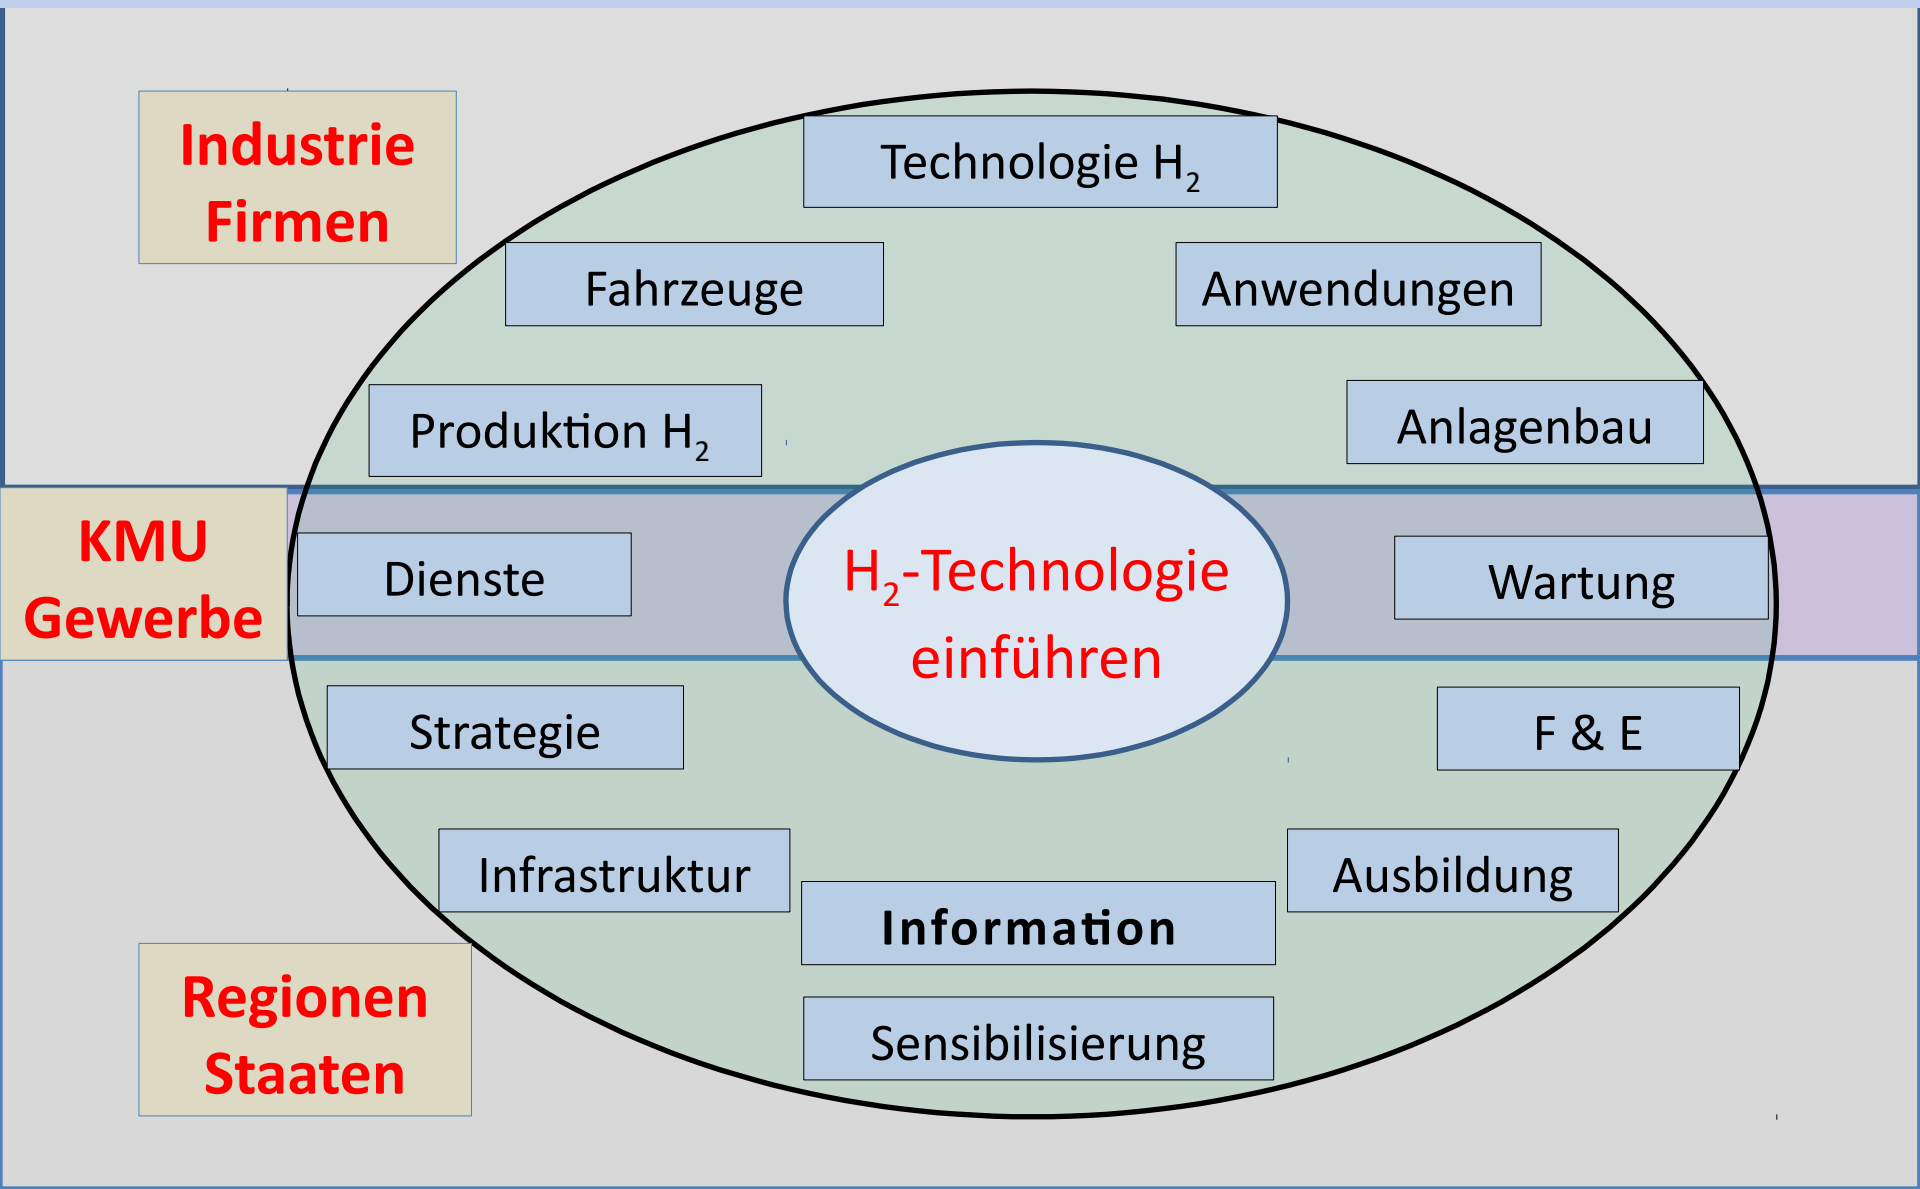 Industrie
Firmen
Technologie H₂
Fahrzeuge
Anwendungen
Produktion H₂
Anlagenbau
KMU
Gewerbe
Dienste
H₂-Technologie
einführen
Wartung
Strategie
F & E
Infrastruktur
Information
Ausbildung
Regionen
Staaten
Sensibilisierung